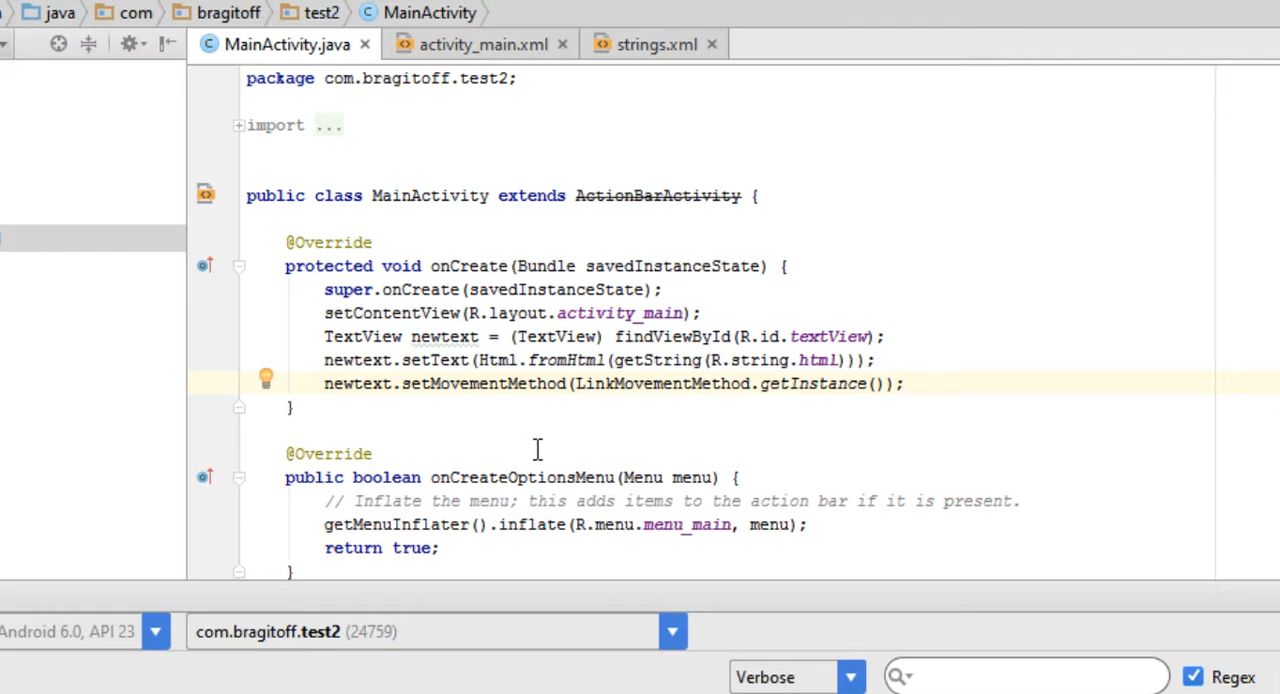 java com bragitoff test2 MainActivity
MainActivity.java activity_main.xml strings.xml
package com.bragitoff.test2;
import ...
public class MainActivity extends ActionBarActivity {
@Override
protected void onCreate(Bundle savedInstanceState) {
super.onCreate(savedInstanceState);
setContentView(R.layout.activity_main);
TextView newtext = (TextView) findViewById(R.id.textView);
newtext.setText(Html.fromHtml(getString(R.string.html)));
newtext.setMovementMethod(LinkMovementMethod.getInstance());
}
@Override
public boolean onCreateOptionsMenu(Menu menu) {
// Inflate the menu; this adds items to the action bar if it is present.
getMenuInflater().inflate(R.menu.menu_main, menu);
return true;
}
Android 6.0, API 23 com.bragitoff.test2 (24759)
Verbose Regex